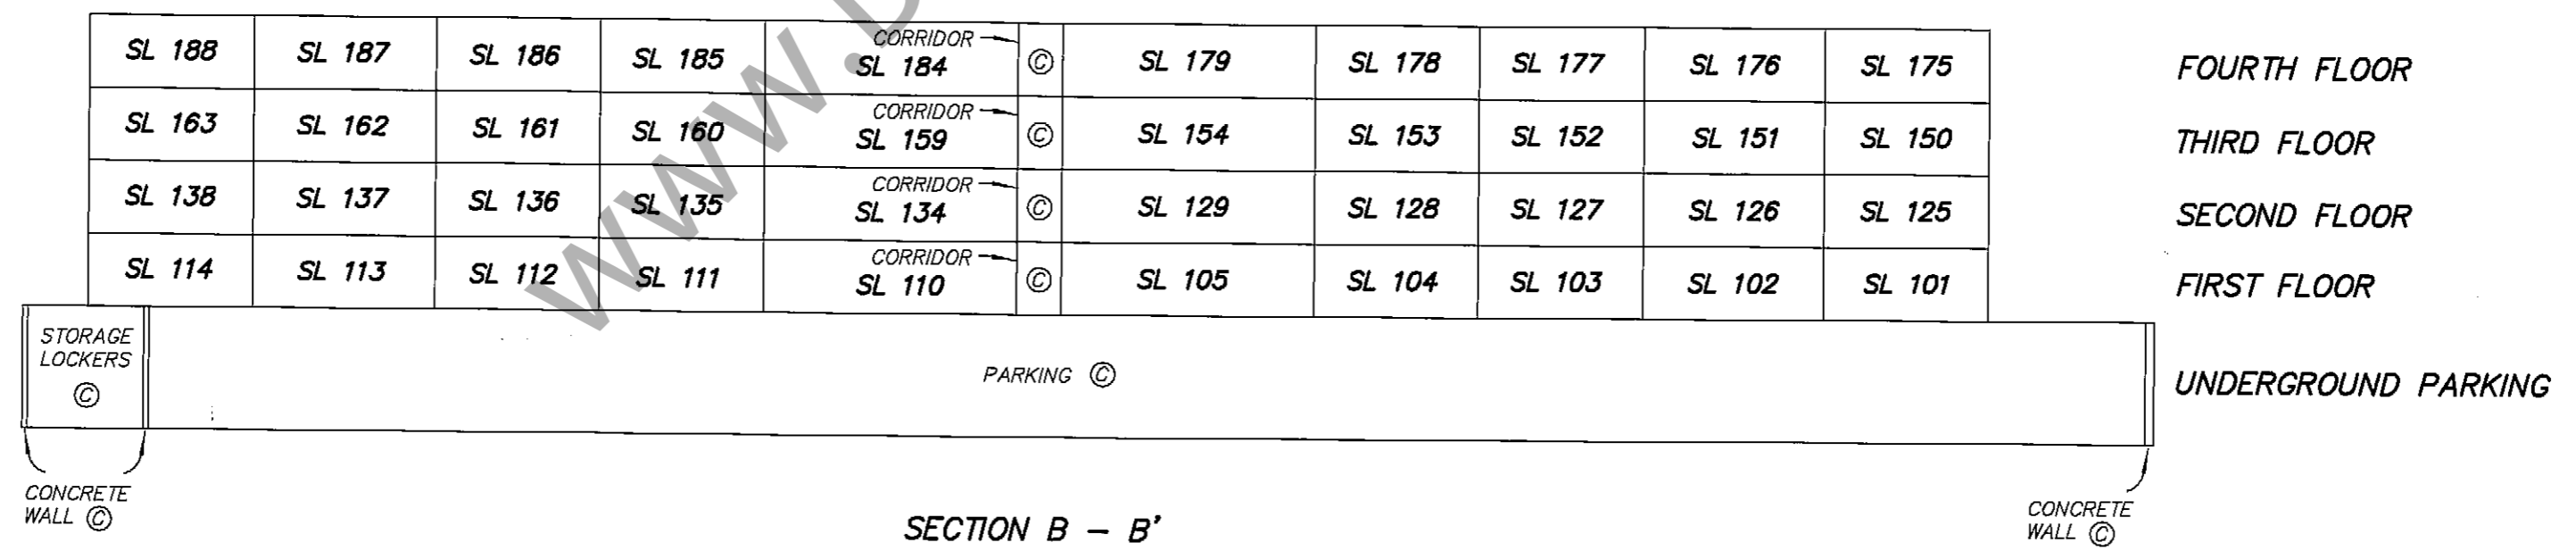 SL 188 SL 187 SL 186 SL 185 CORRIDOR SL 184 © SL 179 SL 178 SL 177 SL 176 SL 175 FOURTH FLOOR
SL 163 SL 162 SL 161 SL 160 CORRIDOR SL 159 © SL 154 SL 153 SL 152 SL 151 SL 150 THIRD FLOOR
SL 138 SL 137 SL 136 SL 135 CORRIDOR SL 134 © SL 129 SL 128 SL 127 SL 126 SL 125 SECOND FLOOR
SL 114 SL 113 SL 112 SL 111 CORRIDOR SL 110 © SL 105 SL 104 SL 103 SL 102 SL 101 FIRST FLOOR
STORAGE
LOCKERS
©
PARKING ©
UNDERGROUND PARKING
CONCRETE
WALL ©
CONCRETE
WALL ©
SECTION B – B'
www.